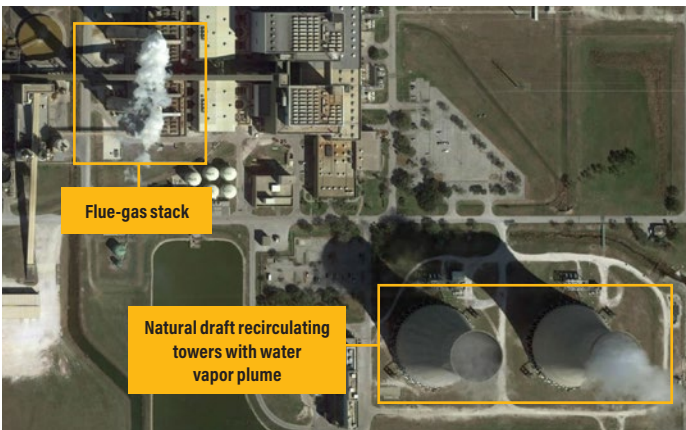 Flue-gas stack
Natural draft recirculating
towers with water
vapor plume